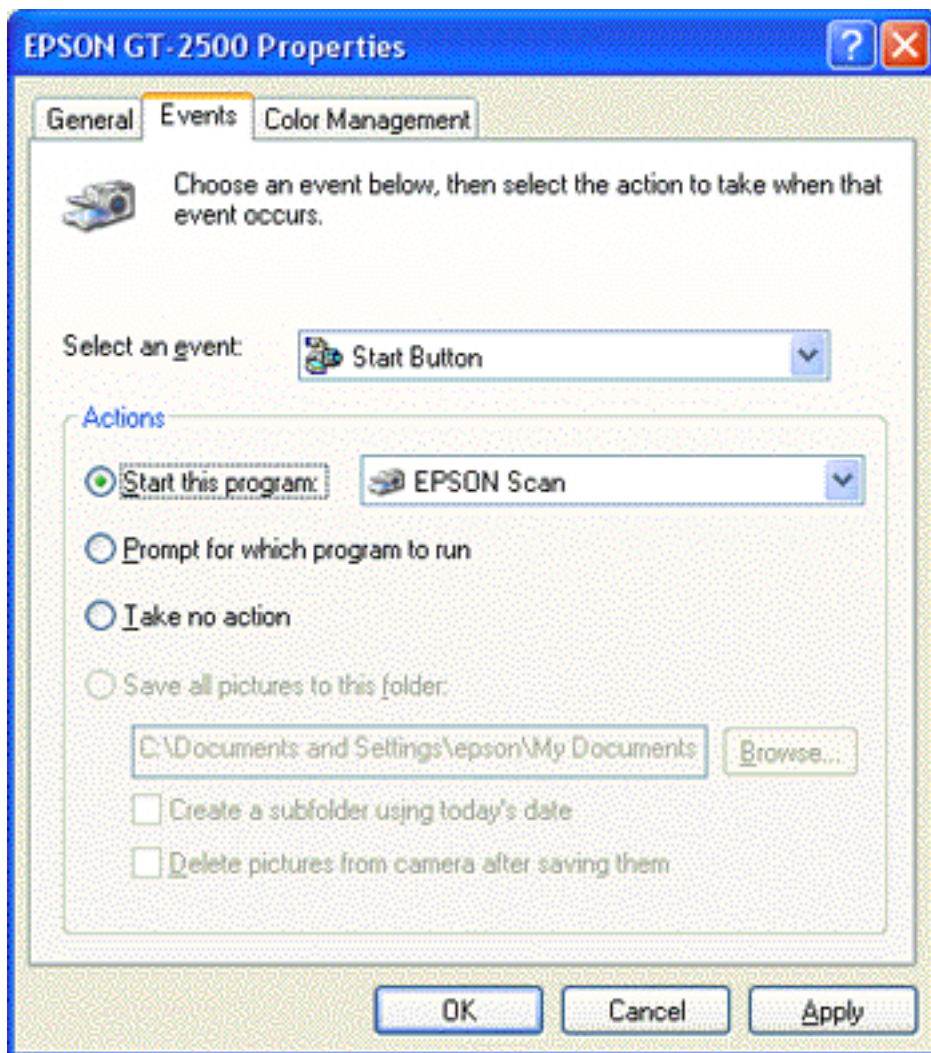 EPSON GT-2500 Properties
General Events Color Management
Choose an event below, then select the action to take when that
event occurs.
Select an event: Start Button
Actions
Start this program: EPSON Scan
Prompt for which program to run
Take no action
Save all pictures to this folder:
C:\Documents and Settings\epson\My Documents Browse...
Create a subfolder using today's date
Delete pictures from camera after saving them
OK Cancel Apply